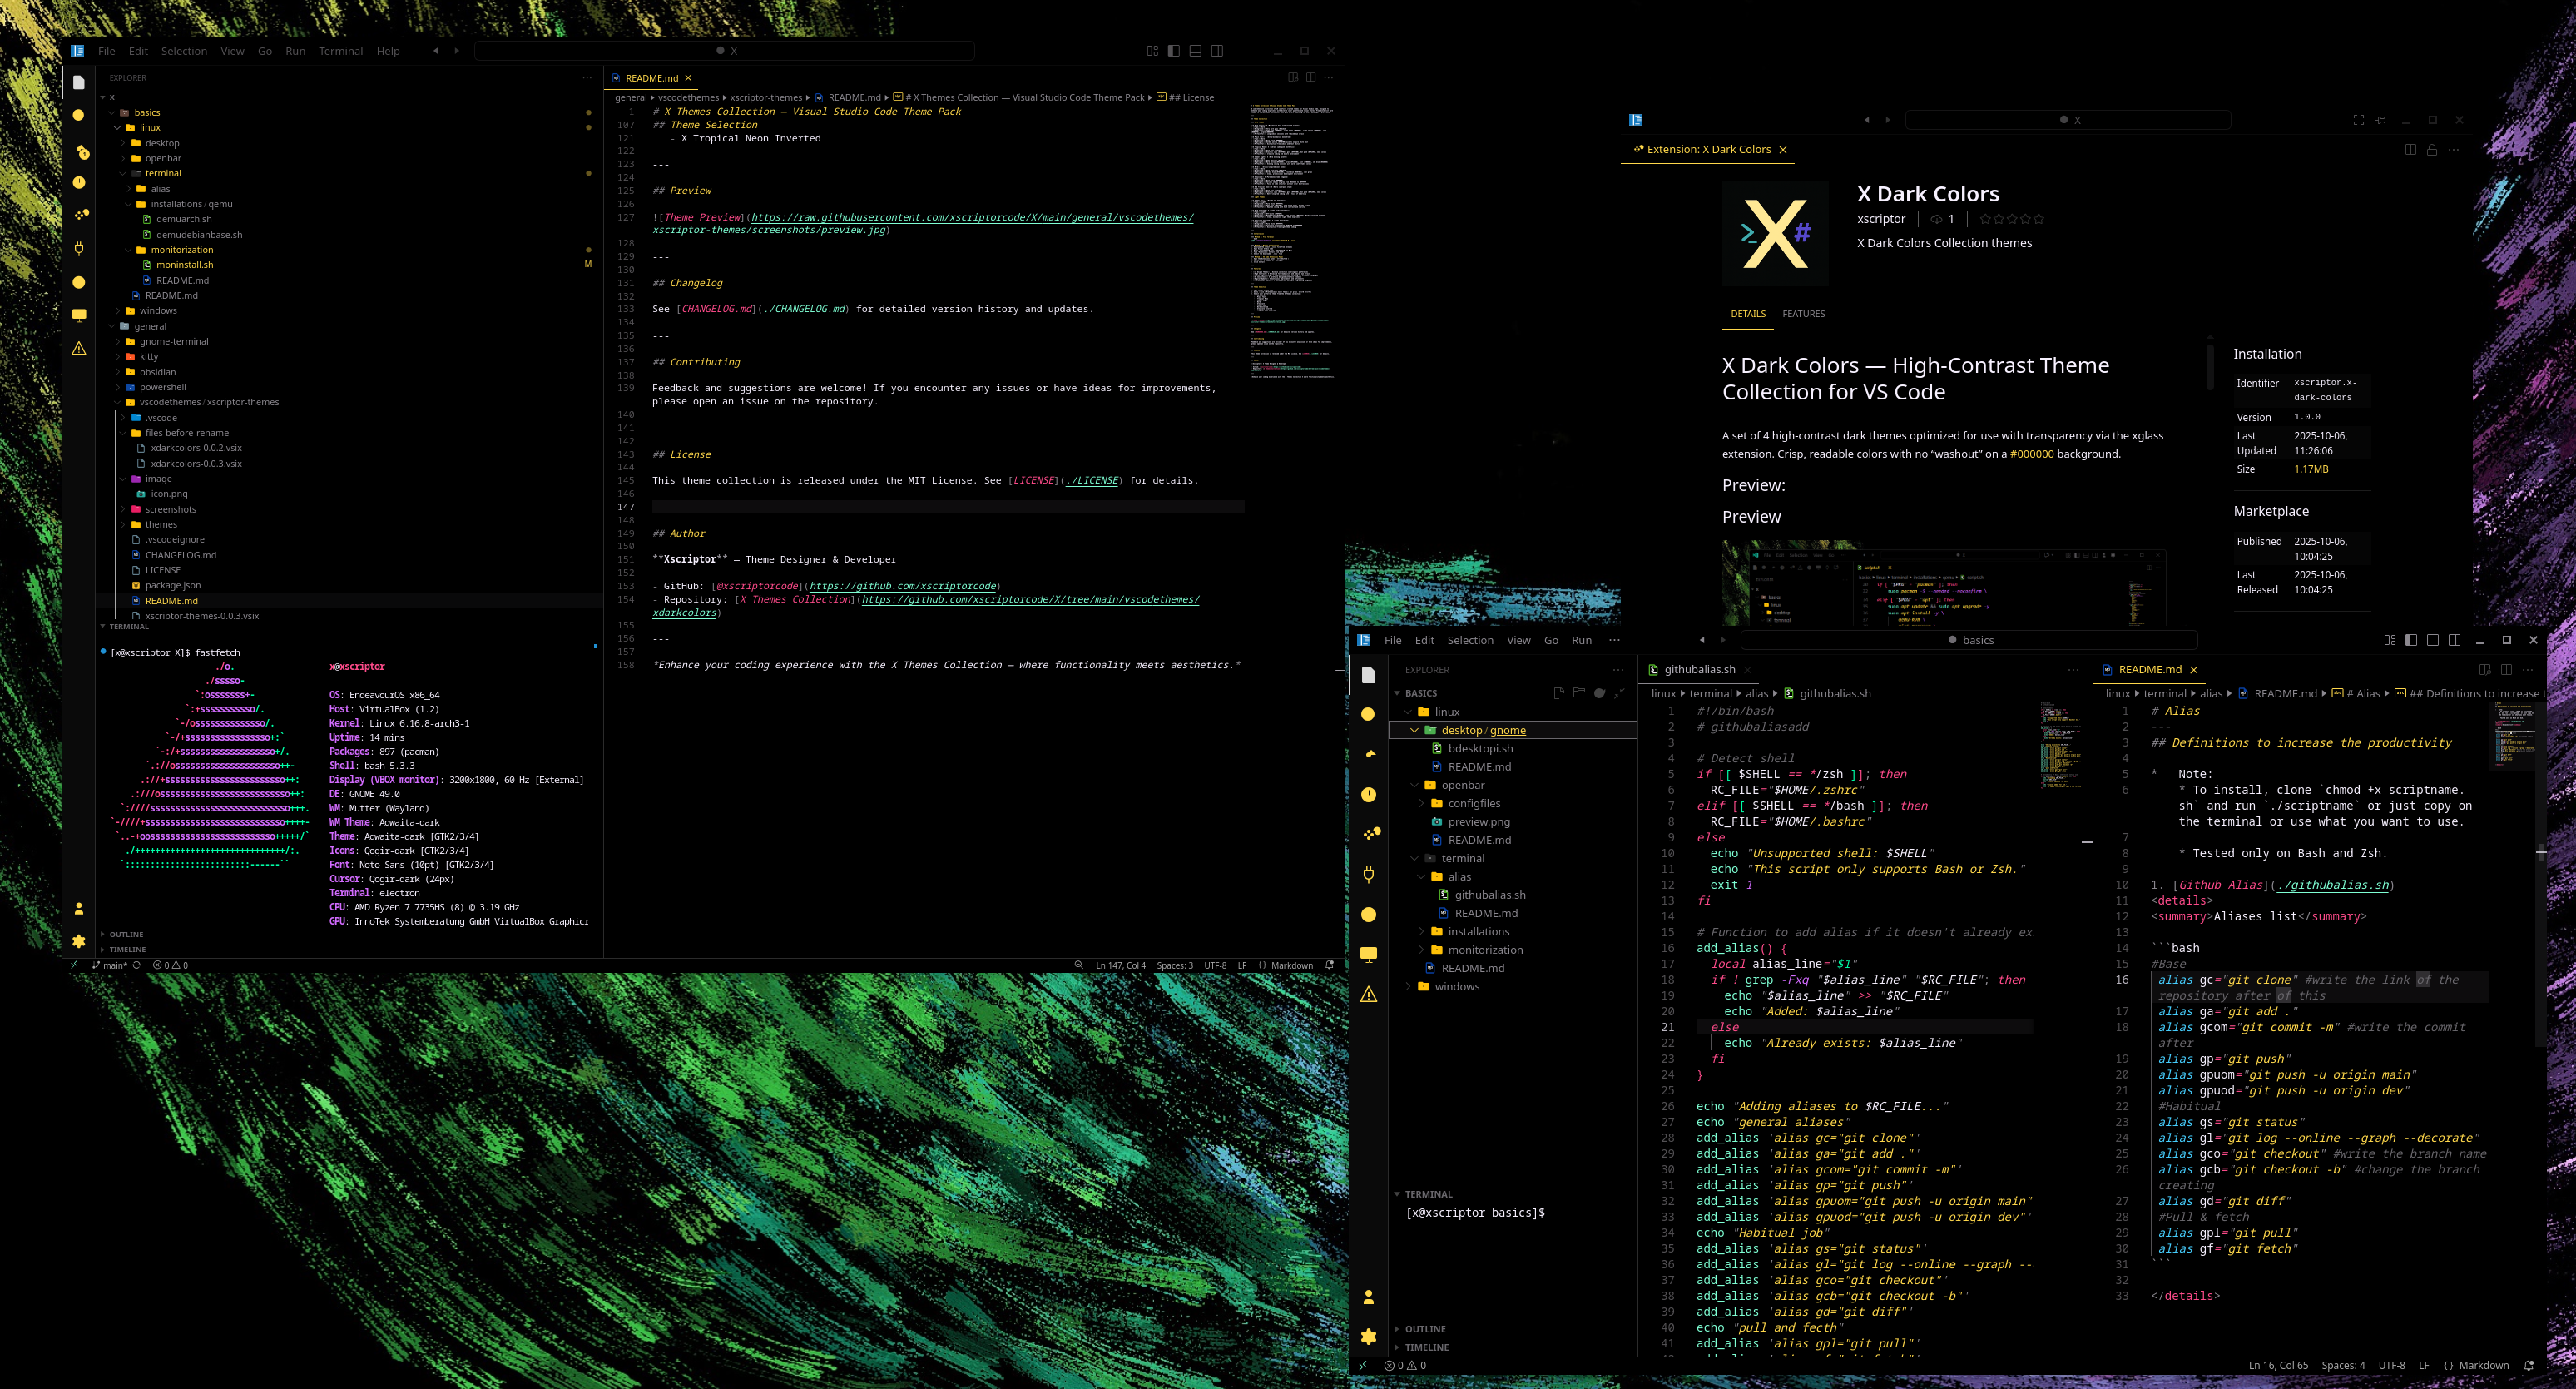 File Edit Selection View Go Run Terminal Help
X
EXPLORER
X
basics
linux
desktop
openbar
terminal
alias
installations / qemu
qemuarch.sh
qemudebianbase.sh
monitorization
moninstall.sh M
README.md
README.md
windows
general
gnome-terminal
kitty
obsidian
powershell
vscodethemes / xscriptor-themes
.vscode
files-before-rename
xdarkcolors-0.0.2.vsix
xdarkcolors-0.0.3.vsix
image
icon.png
screenshots
themes
.vscodeignore
CHANGELOG.md
LICENSE
package.json
README.md
xscriptor-themes-0.0.3.vsix
TERMINAL
[x@xscriptor X]$ fastfetch
./o.
./sssso-
`:osssssss+-
`:+sssssssssso/.
`-/ossssssssssssso/.
`-/+sssssssssssssssso+:`
`-:/+sssssssssssssssssso+/.
`.://osssssssssssssssssssso++-
.://+ssssssssssssssssssssssso++:
.:///ossssssssssssssssssssssssso++:
`:////ssssssssssssssssssssssssssso+++.
`-////+ssssssssssssssssssssssssssso++++-
`..-+oosssssssssssssssssssssssso+++++/`
./++++++++++++++++++++++++++++++/:.
`:::::::::::::::::::::::::------``
x@xscriptor
-----------
OS: EndeavourOS x86_64
Host: VirtualBox (1.2)
Kernel: Linux 6.16.8-arch3-1
Uptime: 14 mins
Packages: 897 (pacman)
Shell: bash 5.3.3
Display (VBOX monitor): 3200x1800, 60 Hz [External]
DE: GNOME 49.0
WM: Mutter (Wayland)
WM Theme: Adwaita-dark
Theme: Adwaita-dark [GTK2/3/4]
Icons: Qogir-dark [GTK2/3/4]
Font: Noto Sans (10pt) [GTK2/3/4]
Cursor: Qogir-dark (24px)
Terminal: electron
CPU: AMD Ryzen 7 7735HS (8) @ 3.19 GHz
GPU: InnoTek Systemberatung GmbH VirtualBox Graphics
OUTLINE
TIMELINE
main* 0 0
README.md
general vscodethemes xscriptor-themes README.md # X Themes Collection — Visual Studio Code Theme Pack ## License
1 # X Themes Collection — Visual Studio Code Theme Pack
107 ## Theme Selection
121 - X Tropical Neon Inverted
122
123 ---
124
125 ## Preview
126
127 ![Theme Preview](https://raw.githubusercontent.com/xscriptorcode/X/main/general/vscodethemes/
xscriptor-themes/screenshots/preview.jpg)
128
129 ---
130
131 ## Changelog
132
133 See [CHANGELOG.md](./CHANGELOG.md) for detailed version history and updates.
134
135 ---
136
137 ## Contributing
138
139 Feedback and suggestions are welcome! If you encounter any issues or have ideas for improvements,
please open an issue on the repository.
140
141 ---
142
143 ## License
144
145 This theme collection is released under the MIT License. See [LICENSE](./LICENSE) for details.
146
147 ---
148
149 ## Author
150
151 **Xscriptor** — Theme Designer & Developer
152
153 - GitHub: [@xscriptorcode](https://github.com/xscriptorcode)
154 - Repository: [X Themes Collection](https://github.com/xscriptorcode/X/tree/main/vscodethemes/
xdarkcolors)
155
156 ---
157
158 *Enhance your coding experience with the X Themes Collection — where functionality meets aesthetics.*
Ln 147, Col 4 Spaces: 3 UTF-8 LF {} Markdown
X
Extension: X Dark Colors
>X#
X Dark Colors
xscriptor 1
X Dark Colors Collection themes
DETAILS FEATURES
X Dark Colors — High-Contrast Theme
Collection for VS Code
A set of 4 high-contrast dark themes optimized for use with transparency via the xglass
extension. Crisp, readable colors with no “washout” on a #000000 background.
Preview:
Preview
Installation
Identifier xscriptor.x-
dark-colors
Version 1.0.0
Last 2025-10-06,
Updated 11:26:06
Size 1.17MB
Marketplace
Published 2025-10-06,
10:04:25
Last 2025-10-06,
Released 10:04:25
File Edit Selection View Go Run ···
basics
EXPLORER
BASICS
linux
desktop / gnome
bdesktopi.sh
README.md
openbar
configfiles
preview.png
README.md
terminal
alias
githubalias.sh
README.md
installations
monitorization
README.md
windows
TERMINAL
[x@xscriptor basics]$
OUTLINE
TIMELINE
0 0
githubalias.sh
linux terminal alias githubalias.sh
1 #!/bin/bash
2 # githubaliasadd
3
4 # Detect shell
5 if [[ $SHELL == */zsh ]]; then
6 RC_FILE="$HOME/.zshrc"
7 elif [[ $SHELL == */bash ]]; then
8 RC_FILE="$HOME/.bashrc"
9 else
10 echo "Unsupported shell: $SHELL"
11 echo "This script only supports Bash or Zsh."
12 exit 1
13 fi
14
15 # Function to add alias if it doesn't already ex
16 add_alias() {
17 local alias_line="$1"
18 if ! grep -Fxq "$alias_line" "$RC_FILE"; then
19 echo "$alias_line" >> "$RC_FILE"
20 echo "Added: $alias_line"
21 else
22 echo "Already exists: $alias_line"
23 fi
24 }
25
26 echo "Adding aliases to $RC_FILE..."
27 echo "general aliases"
28 add_alias 'alias gc="git clone"'
29 add_alias 'alias ga="git add ."'
30 add_alias 'alias gcom="git commit -m"'
31 add_alias 'alias gp="git push"'
32 add_alias 'alias gpuom="git push -u origin main"
33 add_alias 'alias gpuod="git push -u origin dev"'
34 echo "Habitual job"
35 add_alias 'alias gs="git status"'
36 add_alias 'alias gl="git log --online --graph --
37 add_alias 'alias gco="git checkout"'
38 add_alias 'alias gcb="git checkout -b"'
39 add_alias 'alias gd="git diff"'
40 echo "pull and fecth"
41 add_alias 'alias gpl="git pull"'
README.md
linux terminal alias README.md # Alias ## Definitions to increase t
1 # Alias
2 ---
3 ## Definitions to increase the productivity
4
5 * Note:
6 * To install, clone `chmod +x scriptname.
sh` and run `./scriptname` or just copy on
the terminal or use what you want to use.
7
8 * Tested only on Bash and Zsh.
9
10 1. [Github Alias](./githubalias.sh)
11 <details>
12 <summary>Aliases list</summary>
13
14 ```bash
15 #Base
16 alias gc="git clone" #write the link of the
repository after of this
17 alias ga="git add ."
18 alias gcom="git commit -m" #write the commit
after
19 alias gp="git push"
20 alias gpuom="git push -u origin main"
21 alias gpuod="git push -u origin dev"
22 #Habitual
23 alias gs="git status"
24 alias gl="git log --online --graph --decorate"
25 alias gco="git checkout" #write the branch name
26 alias gcb="git checkout -b" #change the branch
creating
27 alias gd="git diff"
28 #Pull & fetch
29 alias gpl="git pull"
30 alias gf="git fetch"
31 ```
32
33 </details>
Ln 16, Col 65 Spaces: 4 UTF-8 LF {} Markdown